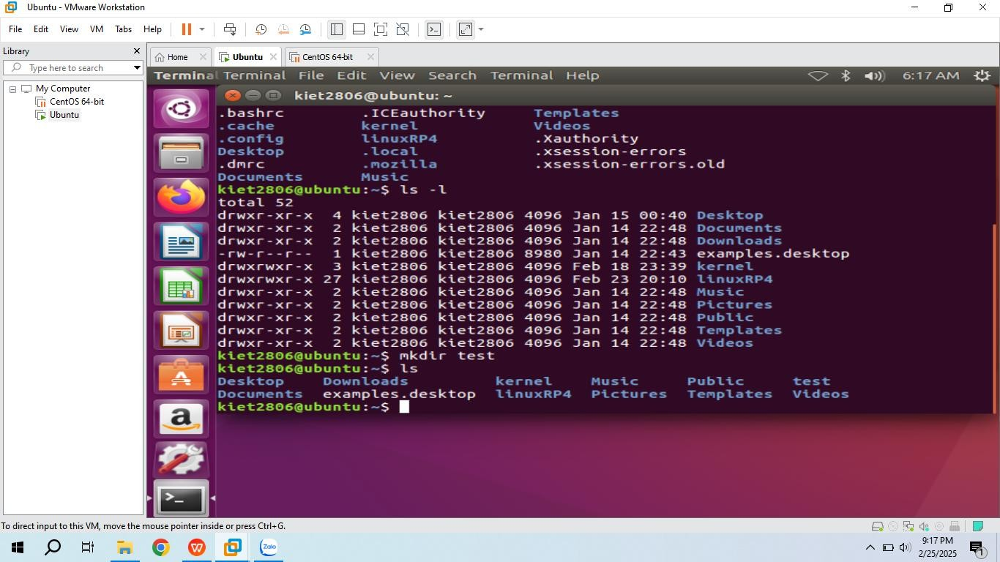 Ubuntu - VMware Workstation
File Edit View VM Tabs Help
Library
Home Ubuntu CentOS 64-bit
Type here to search
My Computer
CentOS 64-bit
Ubuntu
Terminal Terminal File Edit View Search Terminal Help 6:17 AM
kiet2806@ubuntu: ~
.bashrc .ICEauthority Templates
.cache kernel Videos
.config linuxRP4 .Xauthority
Desktop .local .xsession-errors
.dmrc .mozilla .xsession-errors.old
Documents Music
kiet2806@ubuntu:~$ ls -l
total 52
drwxr-xr-x 4 kiet2806 kiet2806 4096 Jan 15 00:40 Desktop
drwxr-xr-x 2 kiet2806 kiet2806 4096 Jan 14 22:48 Documents
drwxr-xr-x 2 kiet2806 kiet2806 4096 Jan 14 22:48 Downloads
-rw-r--r-- 1 kiet2806 kiet2806 8980 Jan 14 22:43 examples.desktop
drwxrwxr-x 3 kiet2806 kiet2806 4096 Feb 18 23:39 kernel
drwxrwxr-x 27 kiet2806 kiet2806 4096 Feb 23 20:10 linuxRP4
drwxr-xr-x 2 kiet2806 kiet2806 4096 Jan 14 22:48 Music
drwxr-xr-x 2 kiet2806 kiet2806 4096 Jan 14 22:48 Pictures
drwxr-xr-x 2 kiet2806 kiet2806 4096 Jan 14 22:48 Public
drwxr-xr-x 2 kiet2806 kiet2806 4096 Jan 14 22:48 Templates
drwxr-xr-x 2 kiet2806 kiet2806 4096 Jan 14 22:48 Videos
kiet2806@ubuntu:~$ mkdir test
kiet2806@ubuntu:~$ ls
Desktop Downloads kernel Music Public test
Documents examples.desktop linuxRP4 Pictures Templates Videos
kiet2806@ubuntu:~$
To direct input to this VM, move the mouse pointer inside or press Ctrl+G.
Zalo
9:17 PM
2/25/2025
1